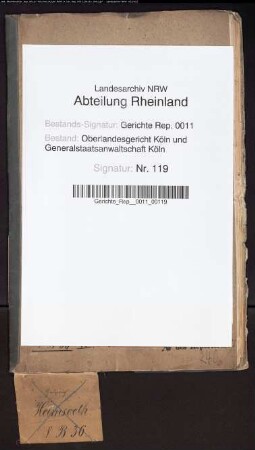 Landesarchiv NRW
Abteilung Rheinland
Bestands-Signatur: Gerichte Rep. 0011
Bestand: Oberlandesgericht Köln und
Generalstaatsanwaltschaft Köln
Signatur: Nr. 119
Gerichte_Rep._0011_00119
Heimsoeth